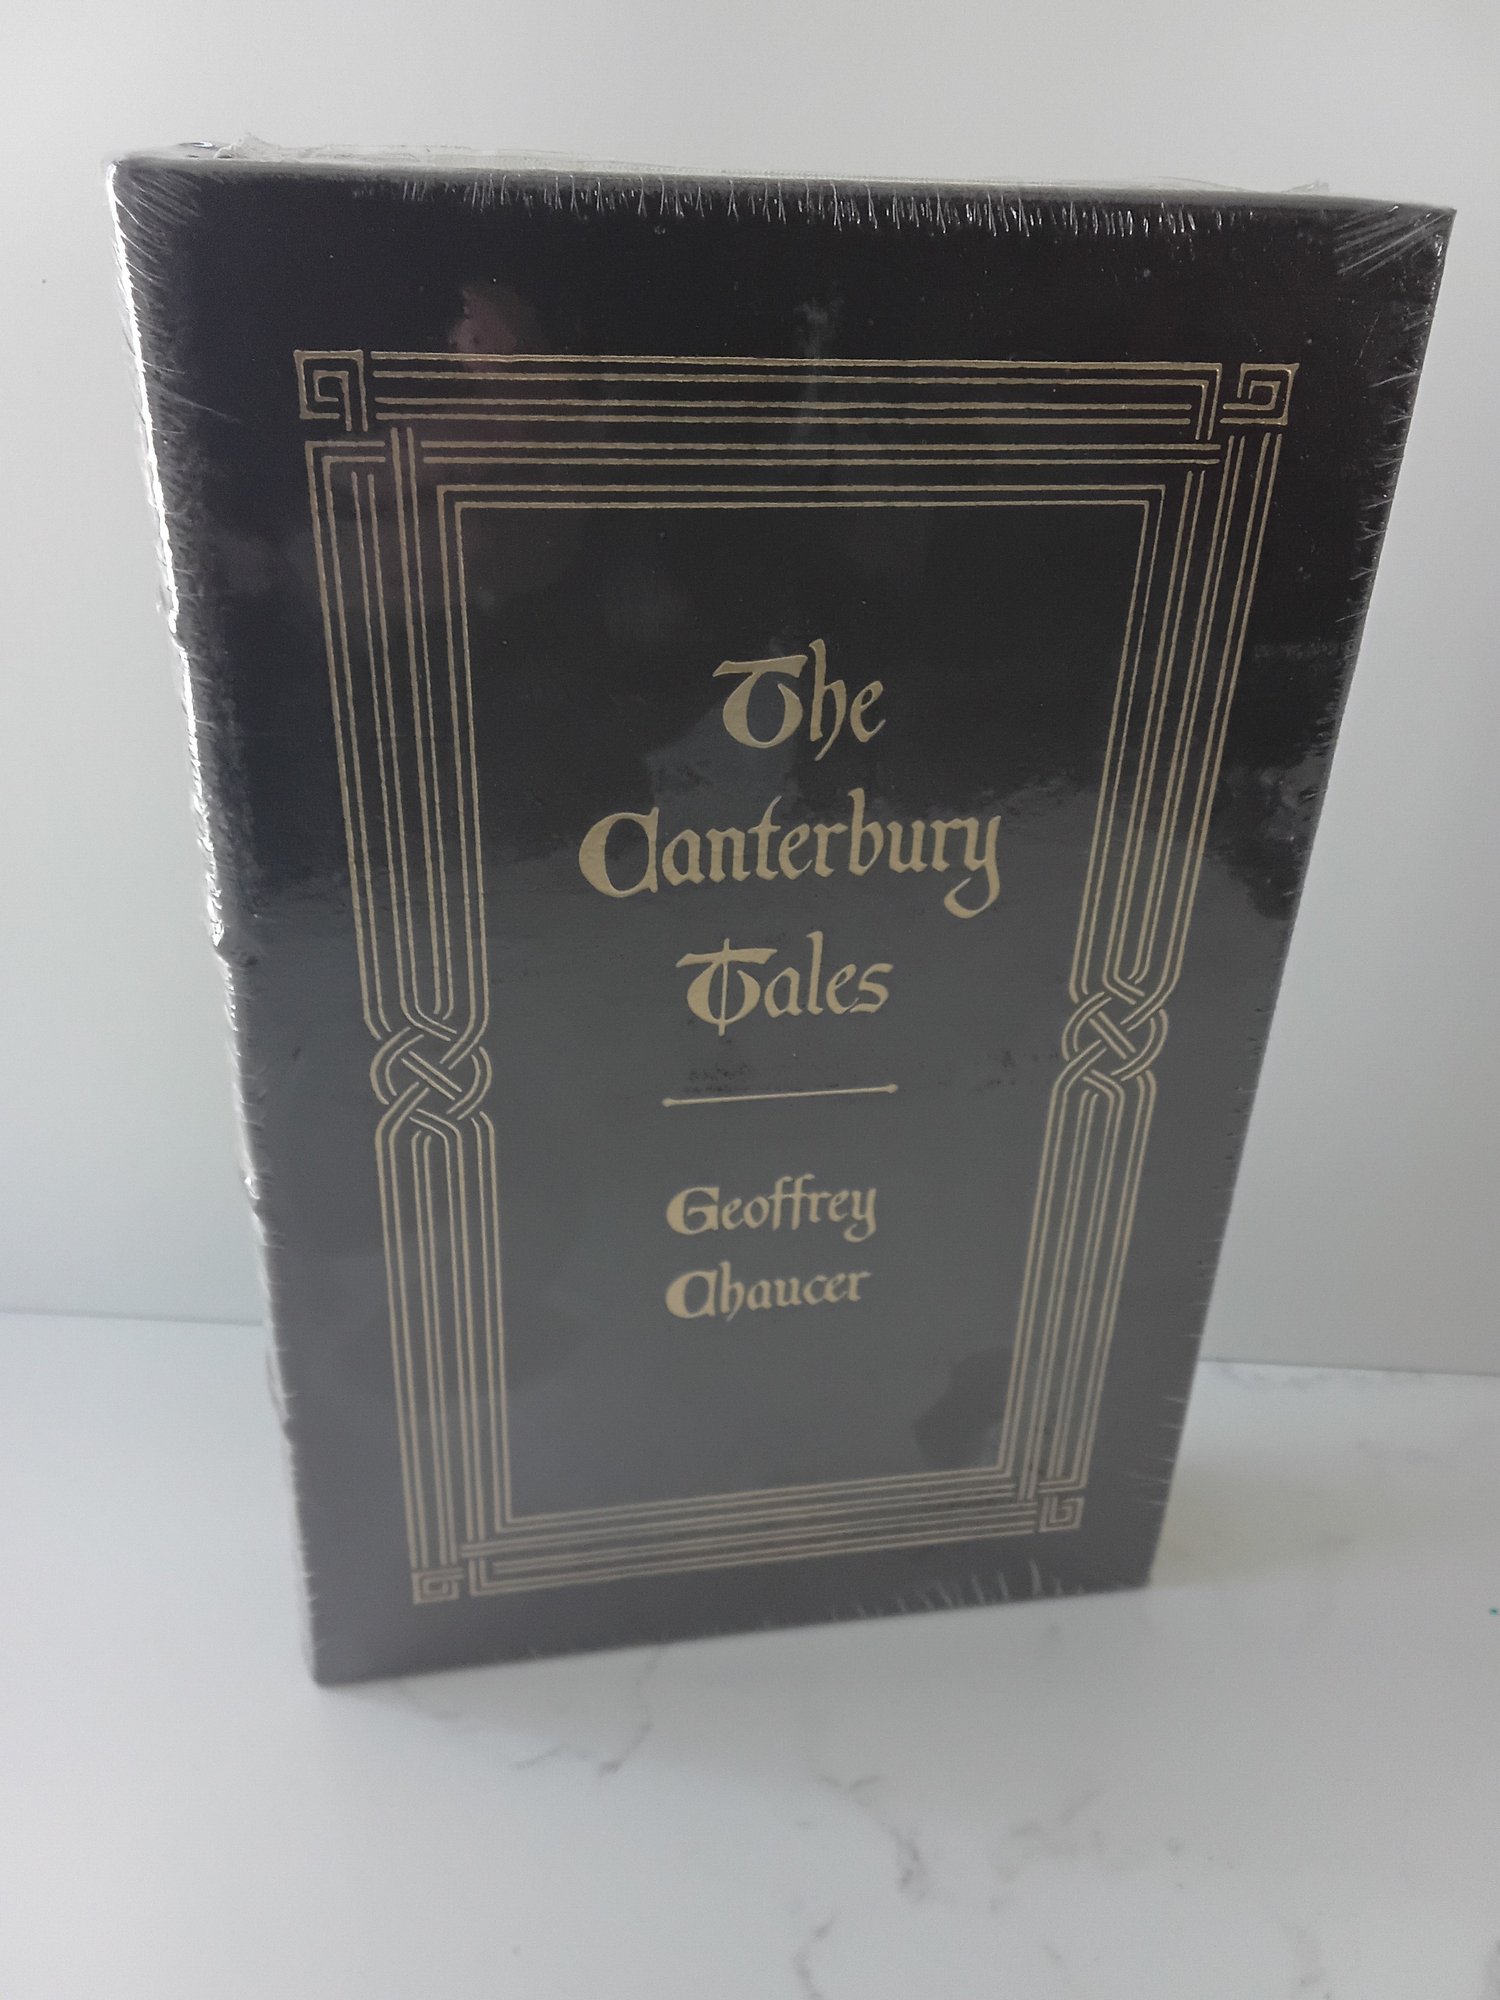 The
Canterbury
Tales
Geoffrey
Chaucer